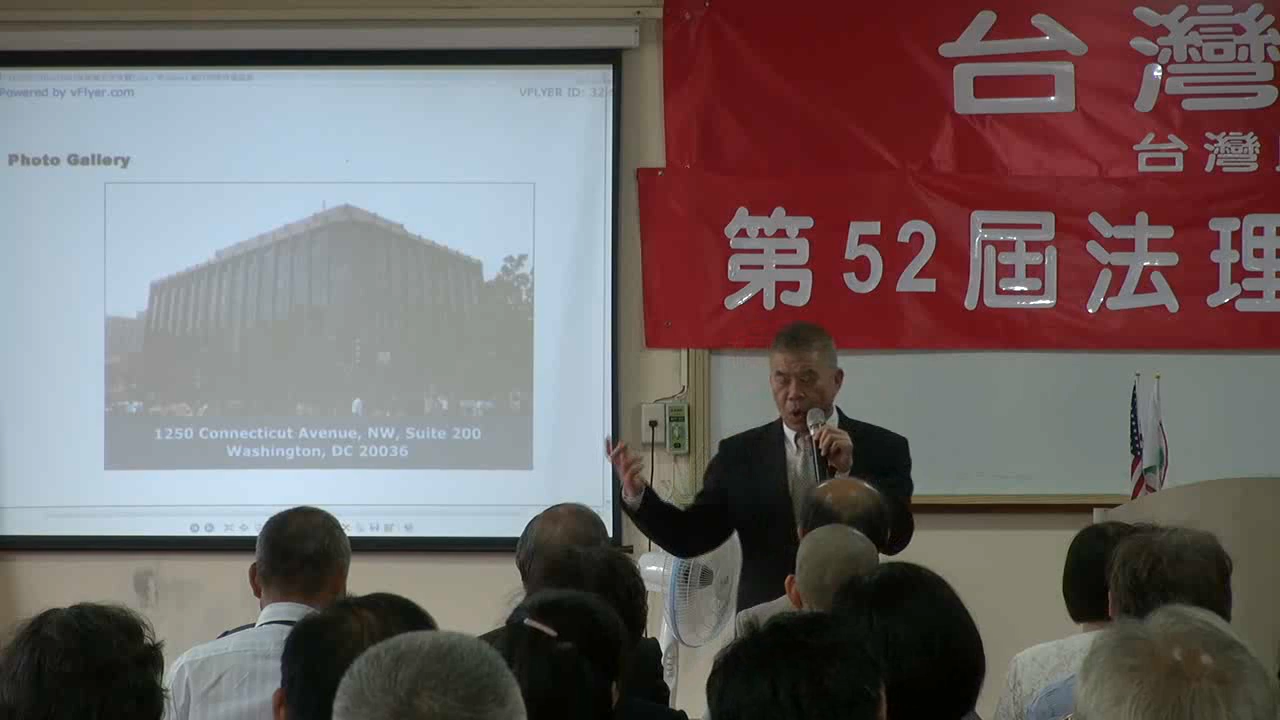 Powered by vFlyer.com
VFLYER ID: 32
Photo Gallery
1250 Connecticut Avenue, NW, Suite 200
Washington, DC 20036
台灣
台灣
第52屆法理